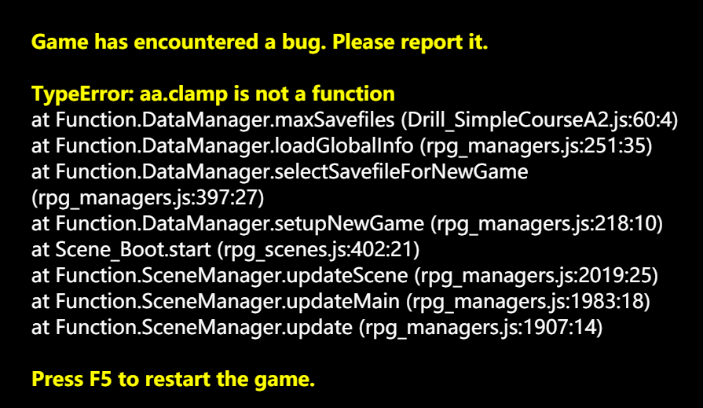 Game has encountered a bug. Please report it.
TypeError: aa.clamp is not a function
at Function.DataManager.maxSavefiles (Drill_SimpleCourseA2.js:60:4)
at Function.DataManager.loadGlobalInfo (rpg_managers.js:251:35)
at Function.DataManager.selectSavefileForNewGame
(rpg_managers.js:397:27)
at Function.DataManager.setupNewGame (rpg_managers.js:218:10)
at Scene_Boot.start (rpg_scenes.js:402:21)
at Function.SceneManager.updateScene (rpg_managers.js:2019:25)
at Function.SceneManager.updateMain (rpg_managers.js:1983:18)
at Function.SceneManager.update (rpg_managers.js:1907:14)
Press F5 to restart the game.